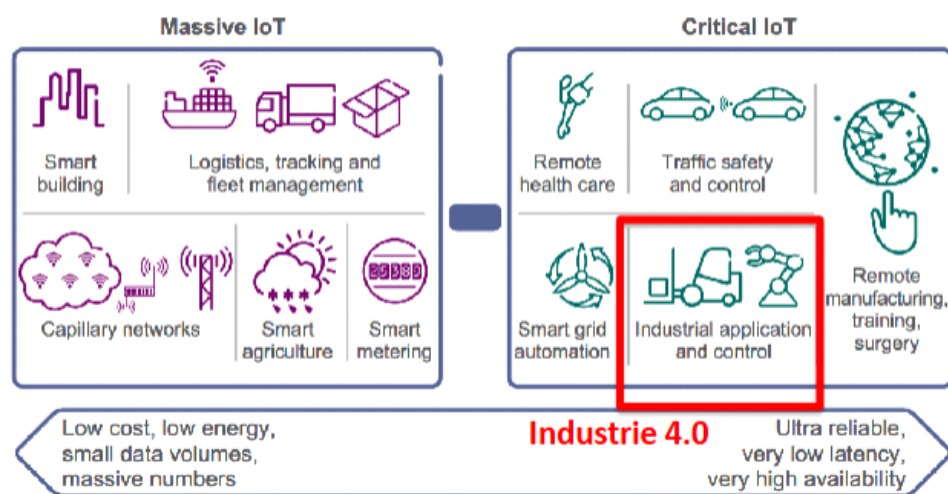 Massive IoT
Smart
building
Logistics, tracking and
fleet management
Capillary networks
Smart
agriculture
25380
Smart
metering
Critical IoT
Remote
health care
Traffic safety
and control
Smart grid
automation
Industrial application
and control
Remote
manufacturing,
training,
surgery
Low cost, low energy,
small data volumes,
massive numbers
Industrie 4.0
Ultra reliable,
very low latency,
very high availability